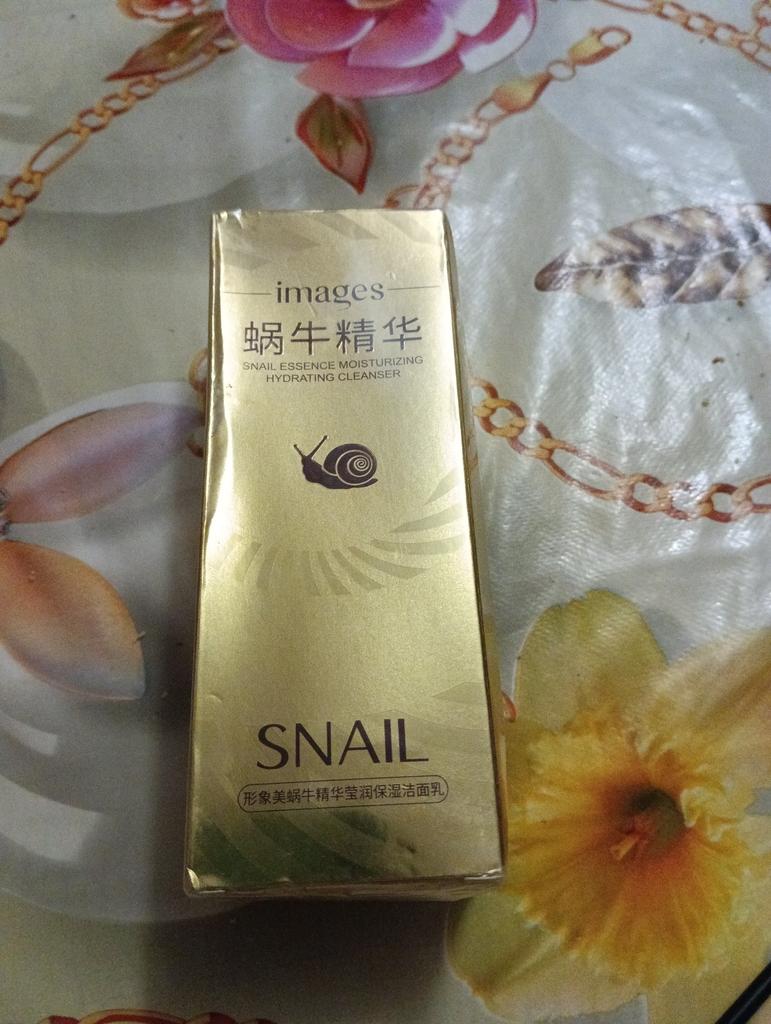 images
蜗牛精华
SNAIL ESSENCE MOISTURIZING
HYDRATING CLEANSER
SNAIL
形象美蜗牛精华莹润保湿洁面乳